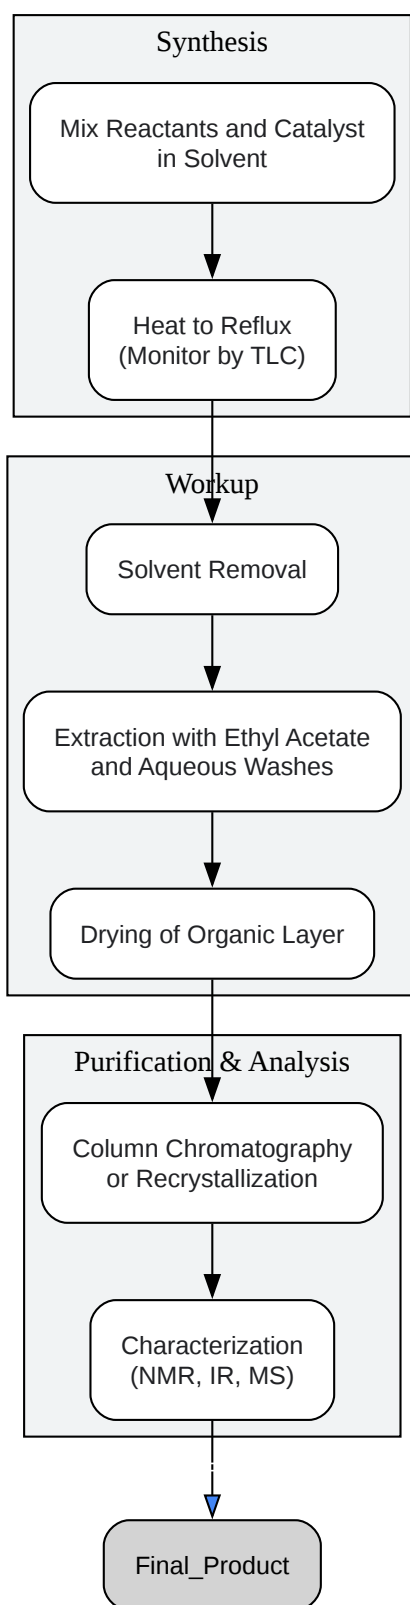 Synthesis
Mix Reactants and Catalyst
in Solvent
Heat to Reflux
(Monitor by TLC)
Workup
Solvent Removal
Extraction with Ethyl Acetate
and Aqueous Washes
Drying of Organic Layer
Purification & Analysis
Column Chromatography
or Recrystallization
Characterization
(NMR, IR, MS)
Final_Product